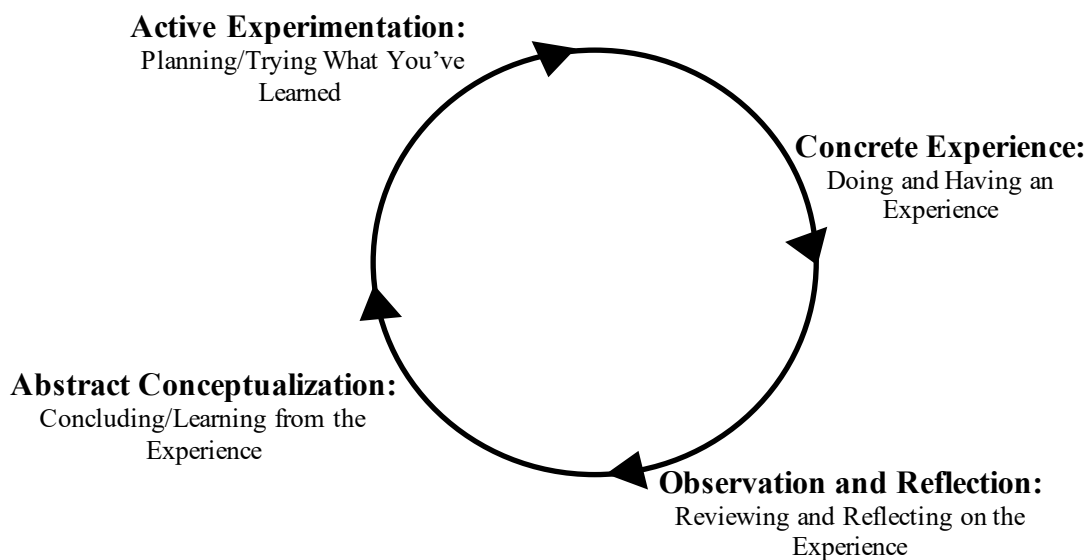 Active Experimentation:
Planning/Trying What You’ve
Learned
Concrete Experience:
Doing and Having an
Experience
Abstract Conceptualization:
Concluding/Learning from the
Experience
Observation and Reflection:
Reviewing and Reflecting on the
Experience